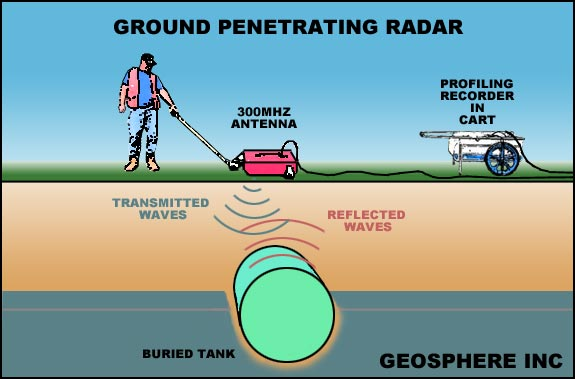 GROUND PENETRATING RADAR
300MHZ
ANTENNA
PROFILING
RECORDER
IN
CART
TRANSMITTED
WAVES
REFLECTED
WAVES
BURIED TANK
GEOSPHERE INC